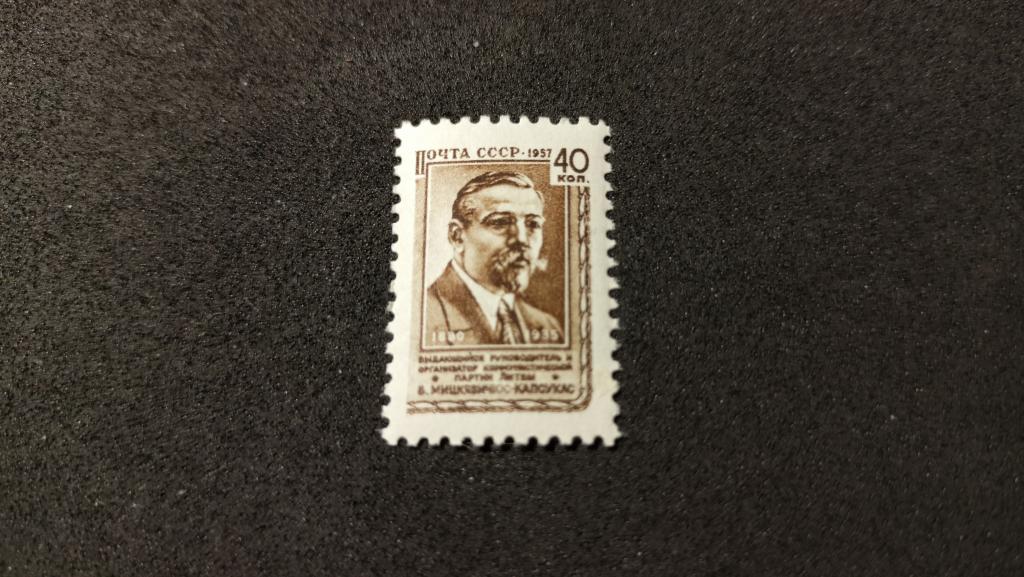 ПОЧТА СССР·1957 40
КОП.
1880 1935
ВЫДАЮЩИЙСЯ РУКОВОДИТЕЛЬ И
ОРГАНИЗАТОР КОММУНИСТИЧЕСКОЙ
ПАРТИИ ЛИТВЫ
В. МИЦКЯВИЧЮС-КАПСУКАС